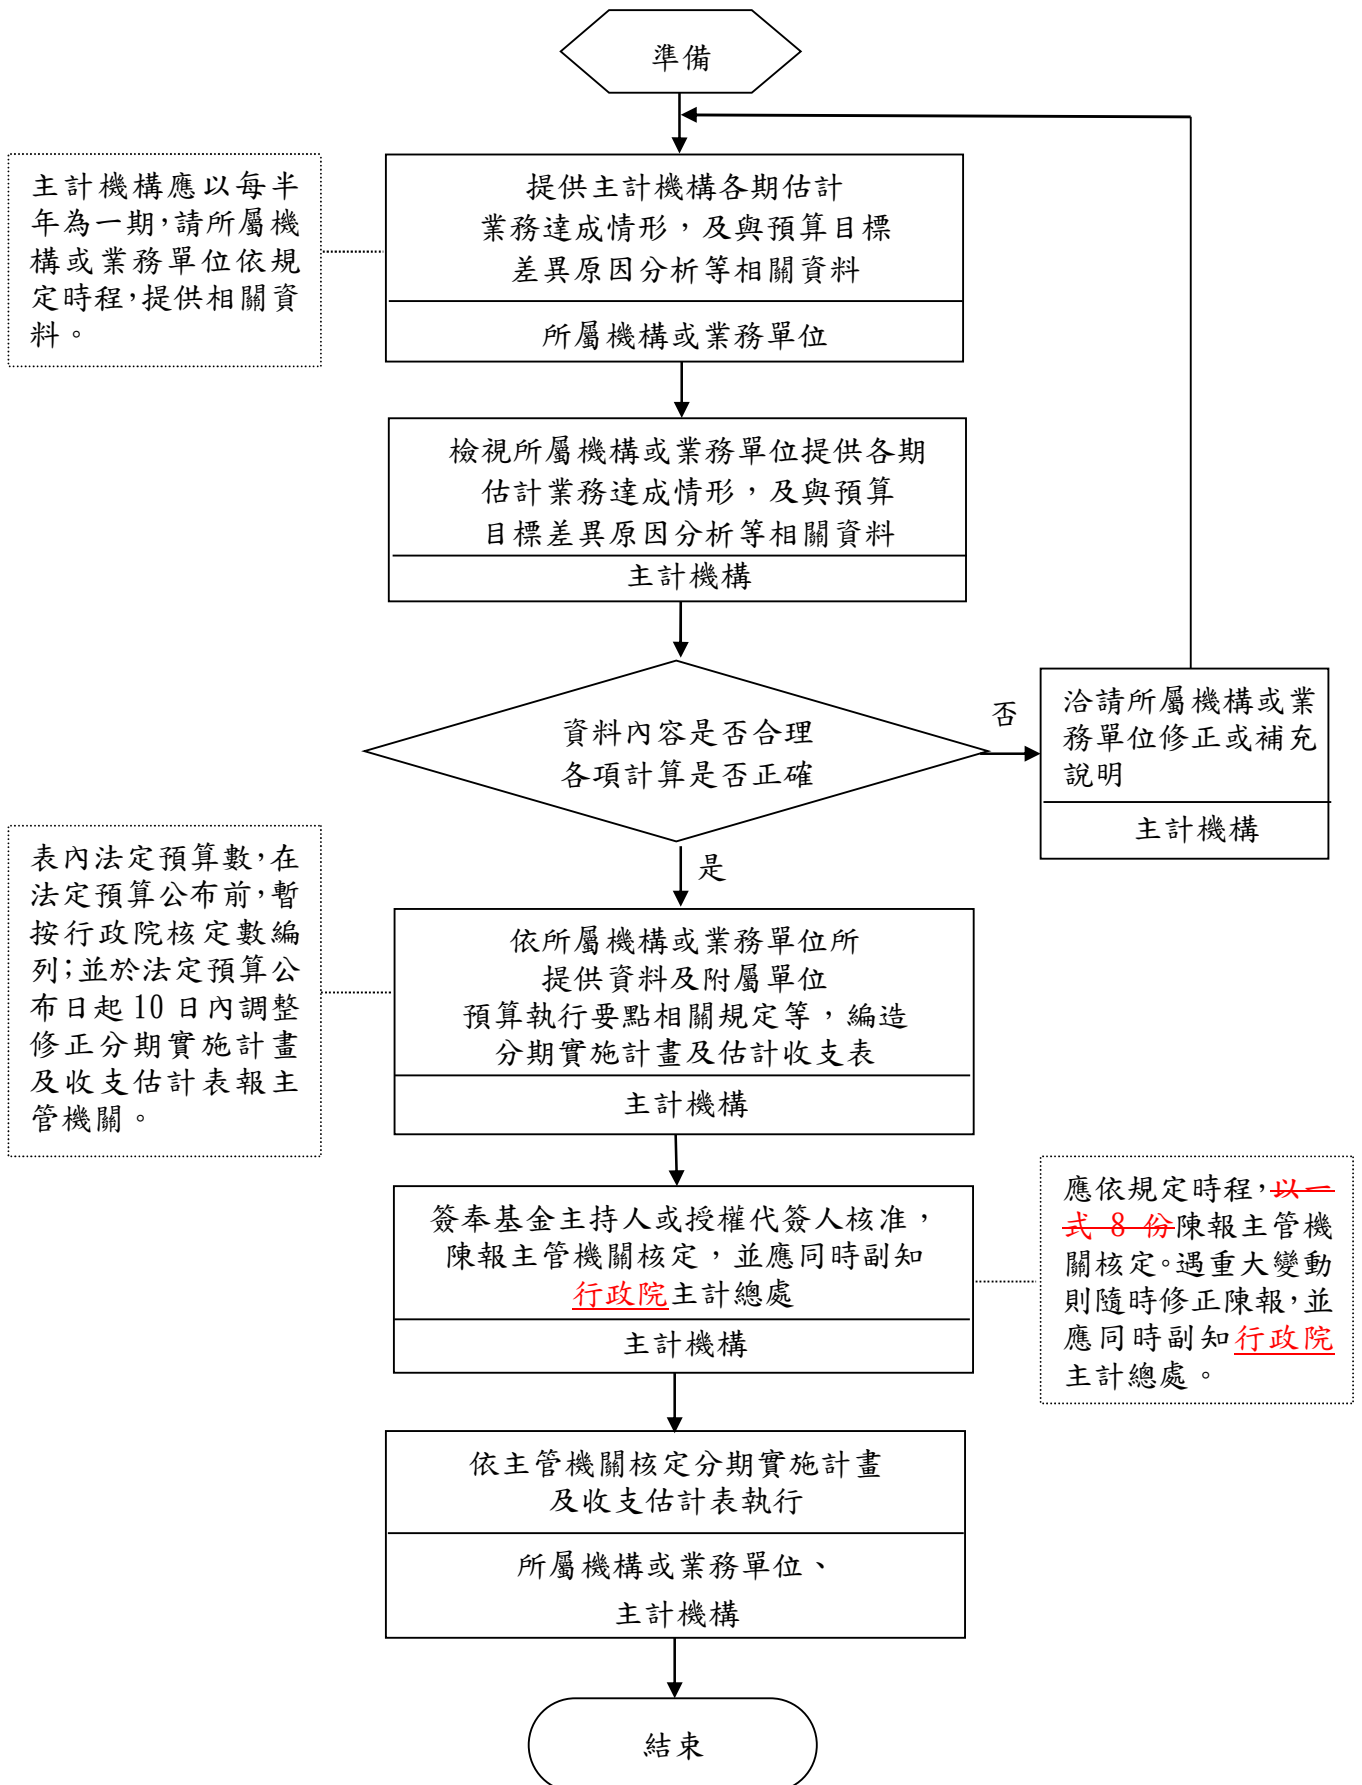 準備
提供主計機構各期估計
業務達成情形，及與預算目標
差異原因分析等相關資料
所屬機構或業務單位
主計機構應以每半
年為一期，請所屬機
構或業務單位依規
定時程，提供相關資
料。
檢視所屬機構或業務單位提供各期
估計業務達成情形，及與預算
目標差異原因分析等相關資料
主計機構
資料內容是否合理
各項計算是否正確
否
洽請所屬機構或業
務單位修正或補充
說明
主計機構
是
表內法定預算數，在
法定預算公布前，暫
按行政院核定數編
列；並於法定預算公
布日起 10 日內調整
修正分期實施計畫
及收支估計表報主
管機關。
依所屬機構或業務單位所
提供資料及附屬單位
預算執行要點相關規定等，編造
分期實施計畫及估計收支表
主計機構
簽奉基金主持人或授權代簽人核准，
陳報主管機關核定，並應同時副知
行政院主計總處
主計機構
應依規定時程，以一
式 8 份陳報主管機
關核定。遇重大變動
則隨時修正陳報，並
應同時副知行政院
主計總處。
依主管機關核定分期實施計畫
及收支估計表執行
所屬機構或業務單位、
主計機構
結束